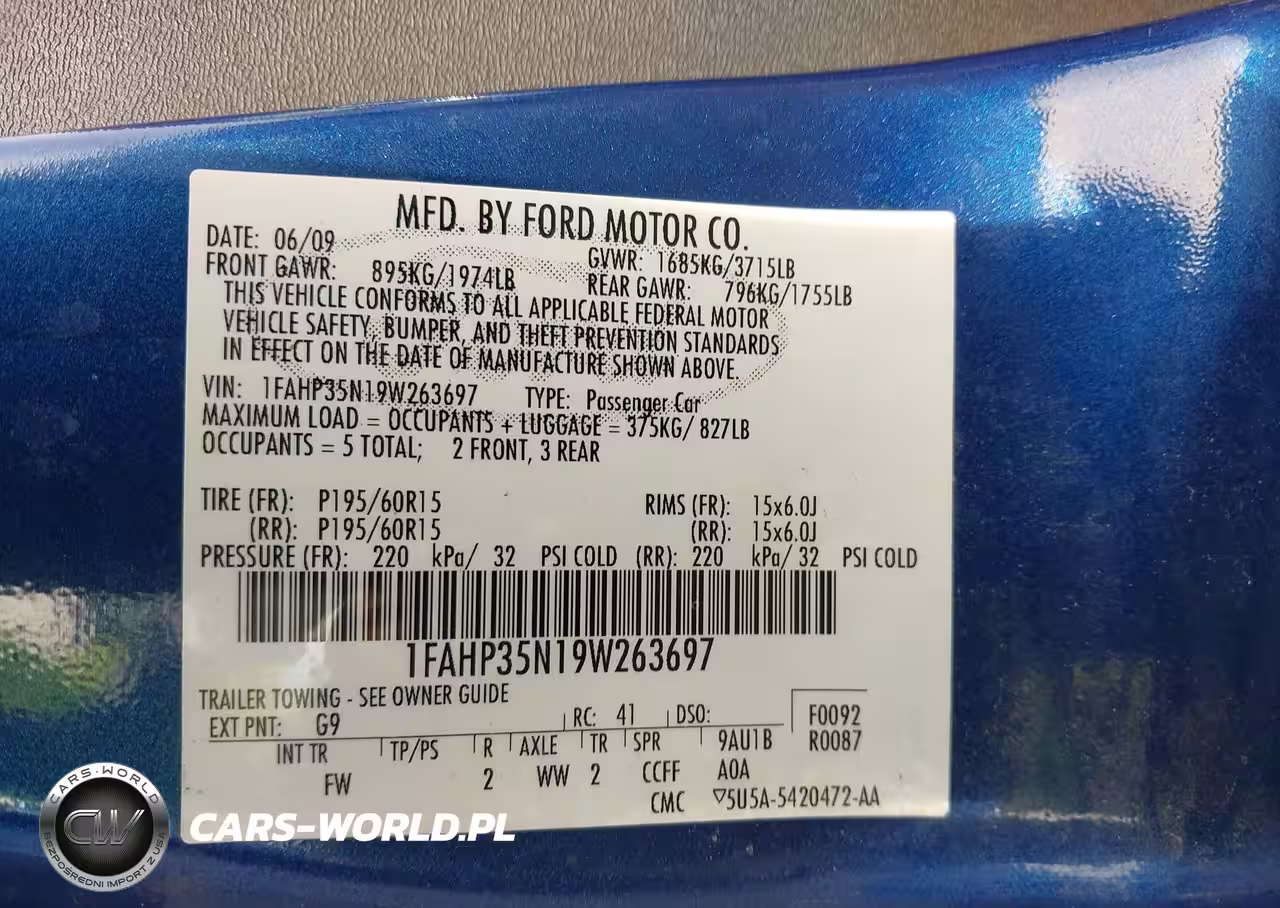 MFD. BY FORD MOTOR CO.
DATE: 06/09 GVWR: 1685KG/3715LB
FRONT GAWR: 895KG/1974LB REAR GAWR: 796KG/1755LB
THIS VEHICLE CONFORMS TO ALL APPLICABLE FEDERAL MOTOR
VEHICLE SAFETY, BUMPER, AND THEFT PREVENTION STANDARDS
IN EFFECT ON THE DATE OF MANUFACTURE SHOWN ABOVE.
VIN: 1FAHP35N19W263697 TYPE: Passenger Car
MAXIMUM LOAD = OCCUPANTS + LUGGAGE = 375KG/ 827LB
OCCUPANTS = 5 TOTAL; 2 FRONT, 3 REAR
TIRE (FR): P195/60R15 RIMS (FR): 15x6.0J
(RR): P195/60R15 (RR): 15x6.0J
PRESSURE (FR): 220 kPa/ 32 PSI COLD (RR): 220 kPa/ 32 PSI COLD
1FAHP35N19W263697
TRAILER TOWING - SEE OWNER GUIDE
EXT PNT: G9 RC: 41 DSO: F0092
INT TR TP/PS R AXLE TR SPR 9AU1B R0087
FW 2 WW 2 CCFF A0A
CMC ▽5U5A-5420472-AA
CARS-WORLD
CW
BEZPOŚREDNI IMPORT Z USA
CARS-WORLD.PL